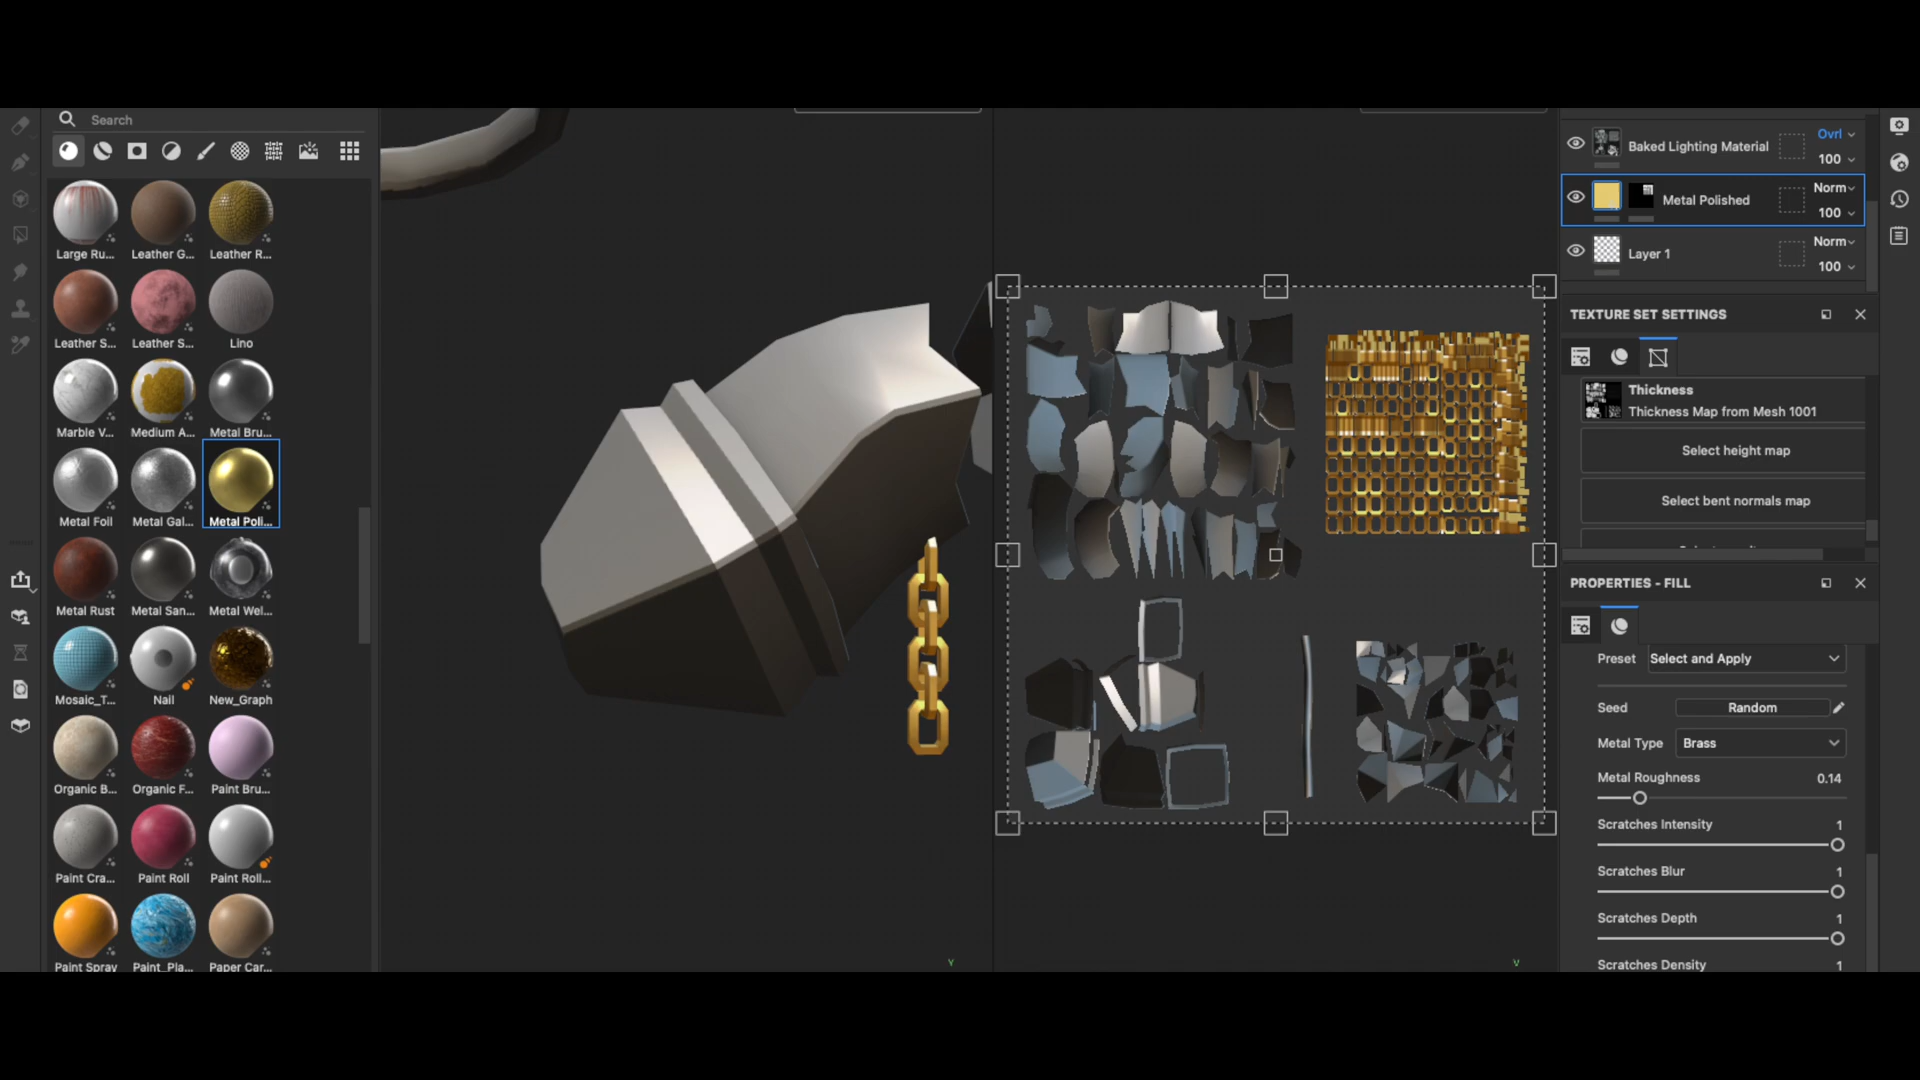 Search
Large Ru...
Leather G...
Leather R...
Leather S...
Leather S...
Lino
Marble V...
Medium A...
Metal Bru...
Metal Foil
Metal Gal...
Metal Poli...
Metal Rust
Metal San...
Metal Wel...
Mosaic_T...
Nail
New_Graph
Organic B...
Organic F...
Paint Bru...
Paint Cra...
Paint Roll
Paint Roll...
Paint Spray
Paint_Pla...
Paper Car...
Y
V
Baked Lighting Material
Ovrl
100
Metal Polished
Norm
100
Layer 1
Norm
100
TEXTURE SET SETTINGS
Thickness
Thickness Map from Mesh 1001
Select height map
Select bent normals map
PROPERTIES - FILL
Preset Select and Apply
Seed Random
Metal Type Brass
Metal Roughness 0.14
Scratches Intensity 1
Scratches Blur 1
Scratches Depth 1
Scratches Density 1